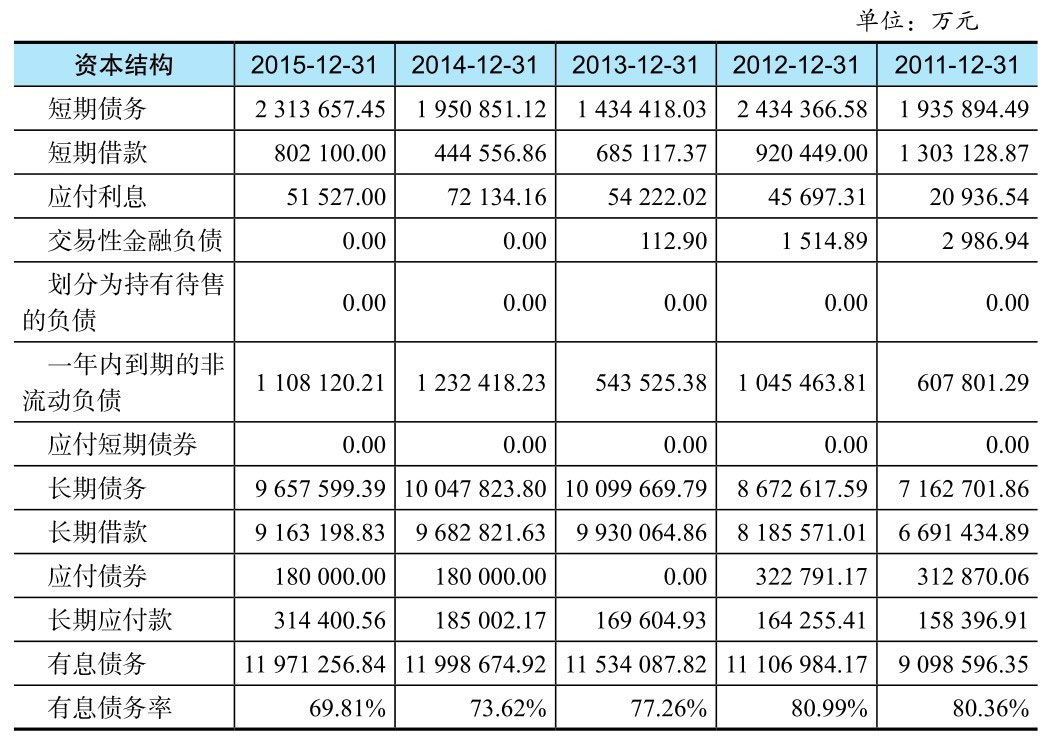 单位：万元
资本结构 2015-12-31 2014-12-31 2013-12-31 2012-12-31 2011-12-31
短期债务 2 313 657.45 1 950 851.12 1 434 418.03 2 434 366.58 1 935 894.49
短期借款 802 100.00 444 556.86 685 117.37 920 449.00 1 303 128.87
应付利息 51 527.00 72 134.16 54 222.02 45 697.31 20 936.54
交易性金融负债 0.00 0.00 112.90 1 514.89 2 986.94
划分为持有待售
的负债 0.00 0.00 0.00 0.00 0.00
一年内到期的非
流动负债 1 108 120.21 1 232 418.23 543 525.38 1 045 463.81 607 801.29
应付短期债券 0.00 0.00 0.00 0.00 0.00
长期债务 9 657 599.39 10 047 823.80 10 099 669.79 8 672 617.59 7 162 701.86
长期借款 9 163 198.83 9 682 821.63 9 930 064.86 8 185 571.01 6 691 434.89
应付债券 180 000.00 180 000.00 0.00 322 791.17 312 870.06
长期应付款 314 400.56 185 002.17 169 604.93 164 255.41 158 396.91
有息债务 11 971 256.84 11 998 674.92 11 534 087.82 11 106 984.17 9 098 596.35
有息债务率 69.81% 73.62% 77.26% 80.99% 80.36%